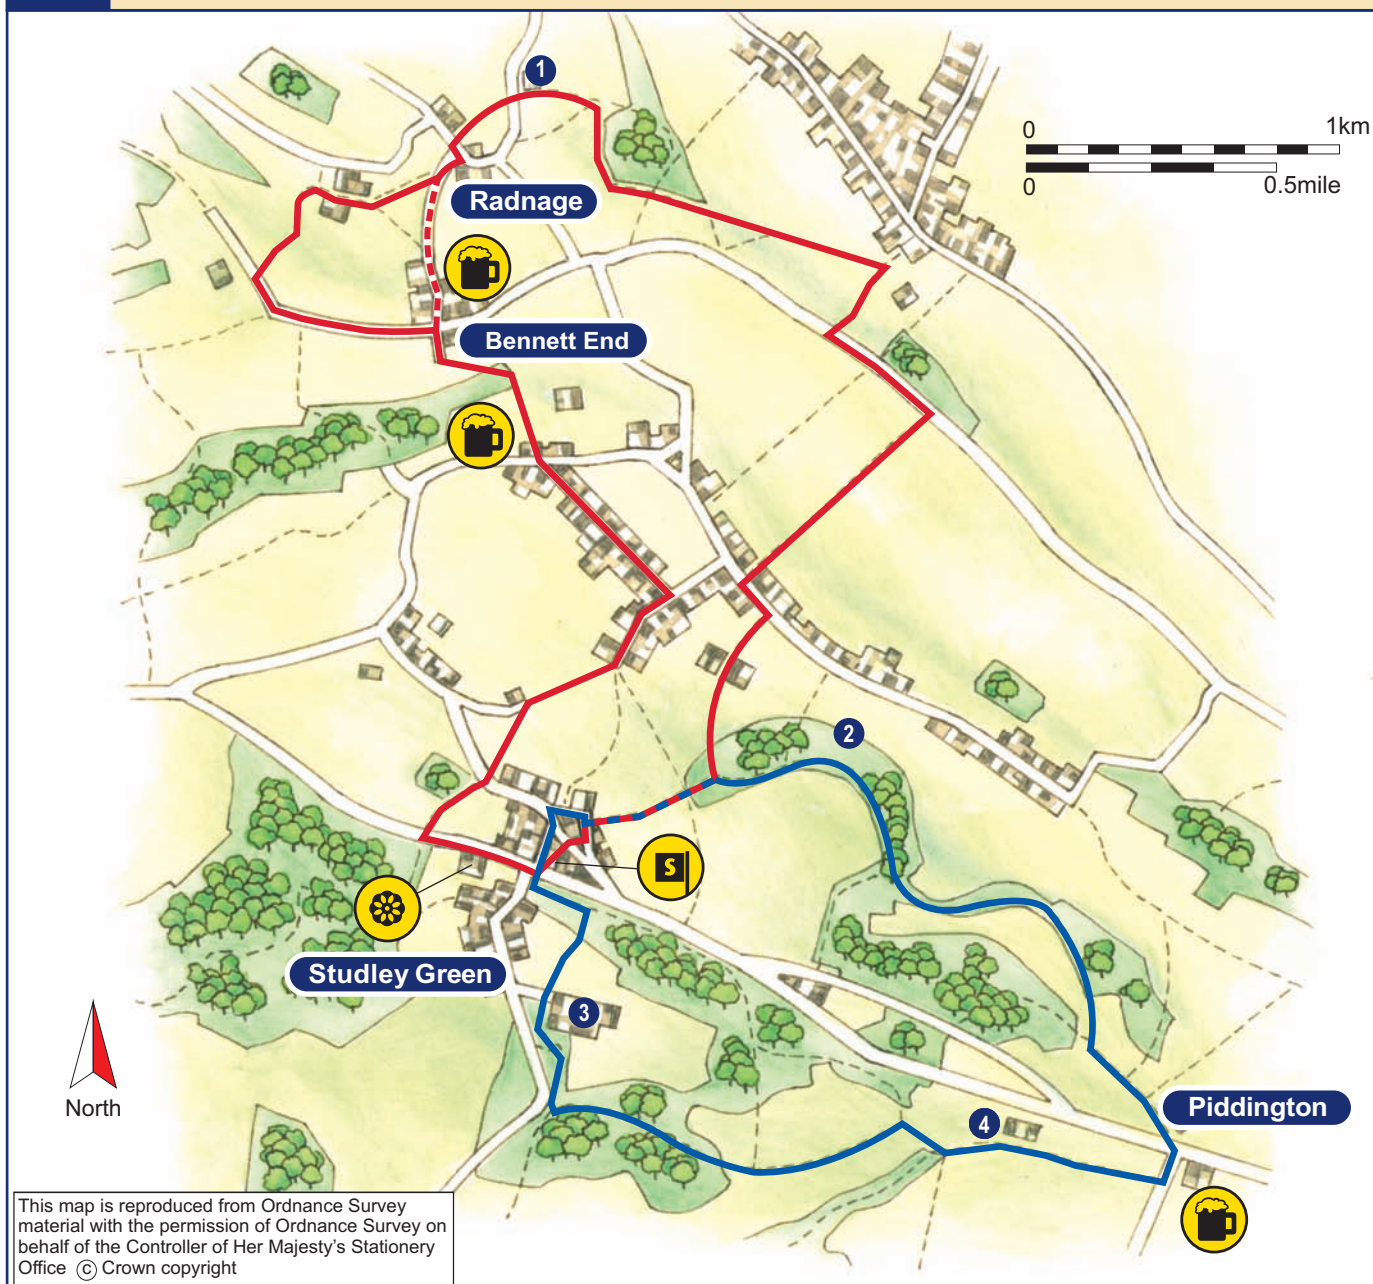 1
0 1km
0 0.5mile
Radnage
Bennett End
2
S
Studley Green
3
North
4
Piddington
This map is reproduced from Ordnance Survey
material with the permission of Ordnance Survey on
behalf of the Controller of Her Majesty's Stationery
Office © Crown copyright